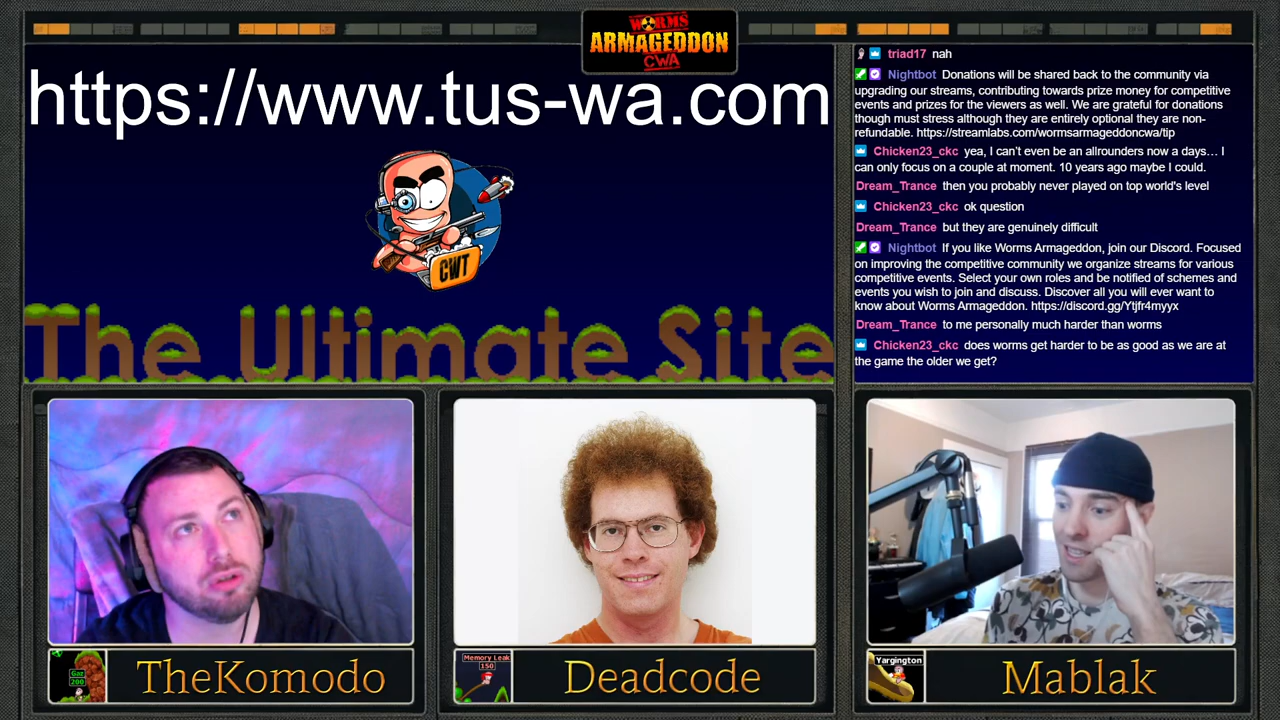 WORMS
ARMAGEDDON
CWA
https://www.tus-wa.com
CWT
The Ultimate Site
triad17 nah
Nightbot Donations will be shared back to the community via
upgrading our streams, contributing towards prize money for competitive
events and prizes for the viewers as well. We are grateful for donations
though must stress although they are entirely optional they are non-
refundable. https://streamlabs.com/wormsarmageddoncwa/tip
Chicken23_ckc yea, I can't even be an allrounders now a days… I
can only focus on a couple at moment. 10 years ago maybe I could.
Dream_Trance then you probably never played on top world's level
Chicken23_ckc ok question
Dream_Trance but they are genuinely difficult
Nightbot If you like Worms Armageddon, join our Discord. Focused
on improving the competitive community we organize streams for various
competitive events. Select your own roles and be notified of schemes and
events you wish to join and discuss. Discover all you will ever want to
know about Worms Armageddon. https://discord.gg/Ytjfr4myyx
Dream_Trance to me personally much harder than worms
Chicken23_ckc does worms get harder to be as good as we are at
the game the older we get?
Gaz
200
TheKomodo
Memory Leak
150
Deadcode
Yargington
Mablak